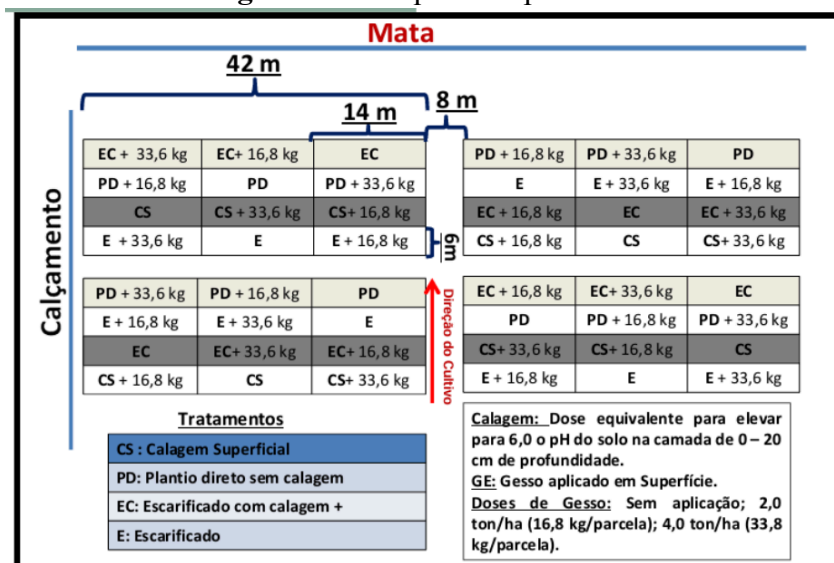 Mata
42 m
8 m
14 m
Calçamento
EC + 33,6 kg EC+ 16,8 kg EC
PD + 16,8 kg PD PD + 33,6 kg
CS CS + 33,6 kg CS+ 16,8 kg
E + 33,6 kg E E + 16,8 kg
6m
PD + 16,8 kg PD + 33,6 kg PD
E E + 33,6 kg E + 16,8 kg
EC + 16,8 kg EC EC + 33,6 kg
CS + 16,8 kg CS CS+ 33,6 kg
PD + 33,6 kg PD + 16,8 kg PD
E + 16,8 kg E + 33,6 kg E
EC EC+ 33,6 kg EC+ 16,8 kg
CS + 16,8 kg CS CS+ 33,6 kg
Direção do Cultivo
EC + 16,8 kg EC+ 33,6 kg EC
PD PD + 16,8 kg PD + 33,6 kg
CS+ 33,6 kg CS+ 16,8 kg CS
E + 16,8 kg E E + 33,6 kg
Tratamentos
CS : Calagem Superficial
PD: Plantio direto sem calagem
EC: Escarificado com calagem +
E: Escarificado
Calagem: Dose equivalente para elevar
para 6,0 o pH do solo na camada de 0 – 20
cm de profundidade.
GE: Gesso aplicado em Superfície.
Doses de Gesso: Sem aplicação; 2,0
ton/ha (16,8 kg/parcela); 4,0 ton/ha (33,8
kg/parcela).